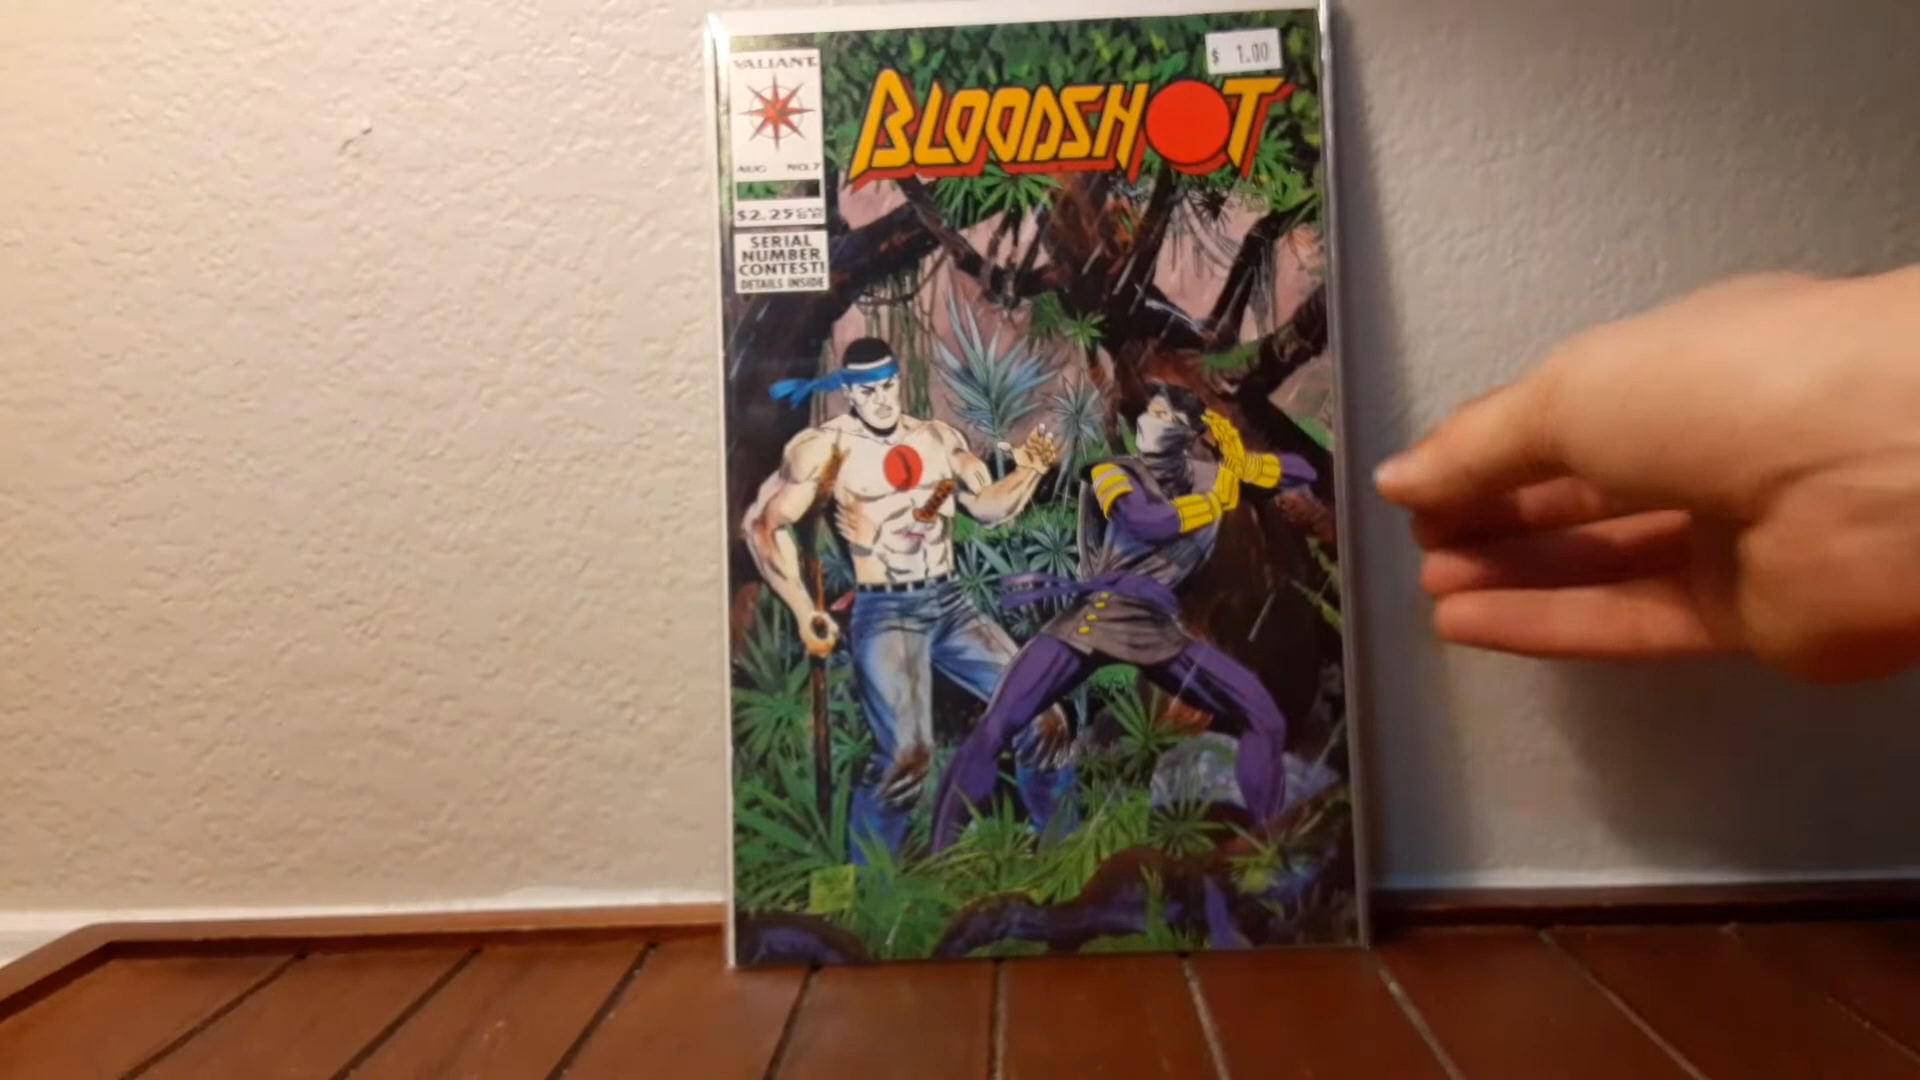 VALIANT
$ 1.00
BLOODSHOT
AUG NO.7
$2.25
SERIAL
NUMBER
CONTEST!
DETAILS INSIDE